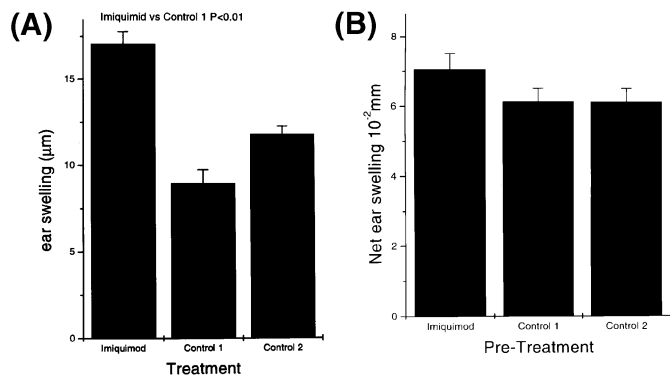 (A)
Imiquimid vs Control 1 P<0.01
ear swelling (μm)
15
10
5
0
Imiquimod Control 1 Control 2
Treatment
(B)
Net ear swelling 10⁻²mm
8
6
4
2
0
Imiquimod Control 1 Control 2
Pre-Treatment